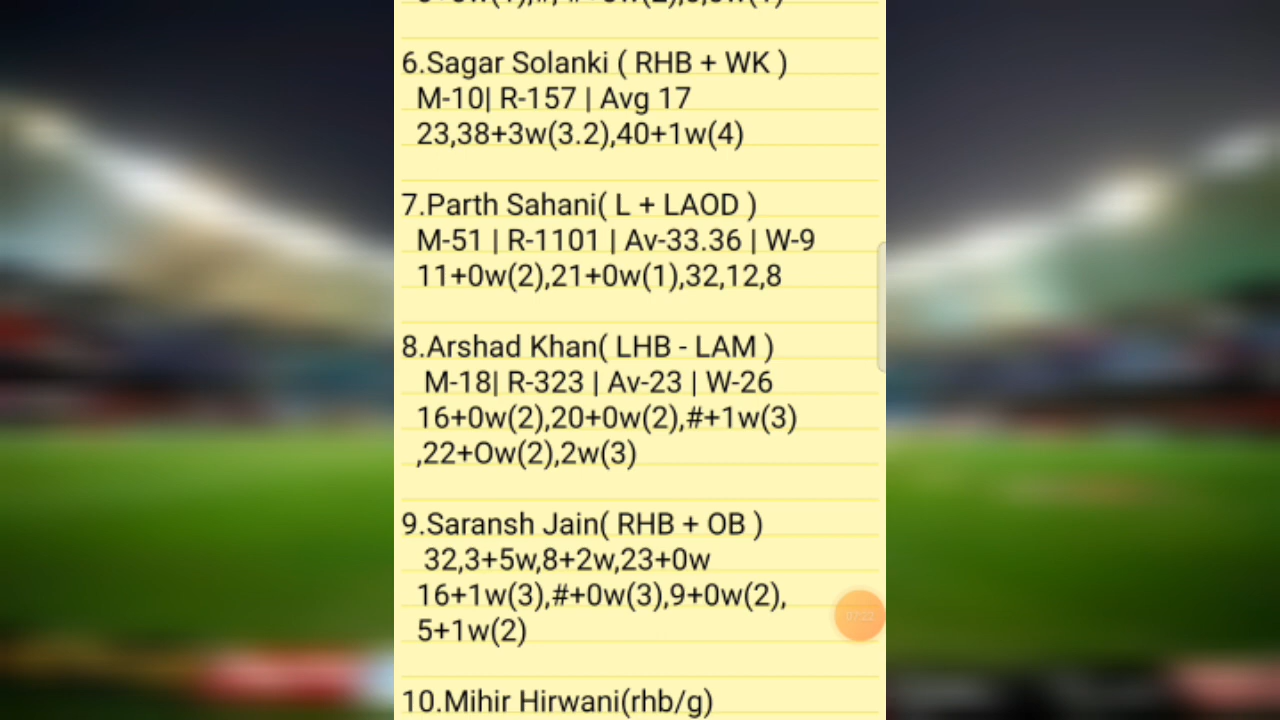 6.Sagar Solanki ( RHB + WK )
M-10| R-157 | Avg 17
23,38+3w(3.2),40+1w(4)
7.Parth Sahani( L + LAOD )
M-51 | R-1101 | Av-33.36 | W-9
11+0w(2),21+0w(1),32,12,8
8.Arshad Khan( LHB - LAM )
M-18| R-323 | Av-23 | W-26
16+0w(2),20+0w(2),#+1w(3)
,22+Ow(2),2w(3)
9.Saransh Jain( RHB + OB )
32,3+5w,8+2w,23+0w
16+1w(3),#+0w(3),9+0w(2),
5+1w(2)
10.Mihir Hirwani(rhb/g)